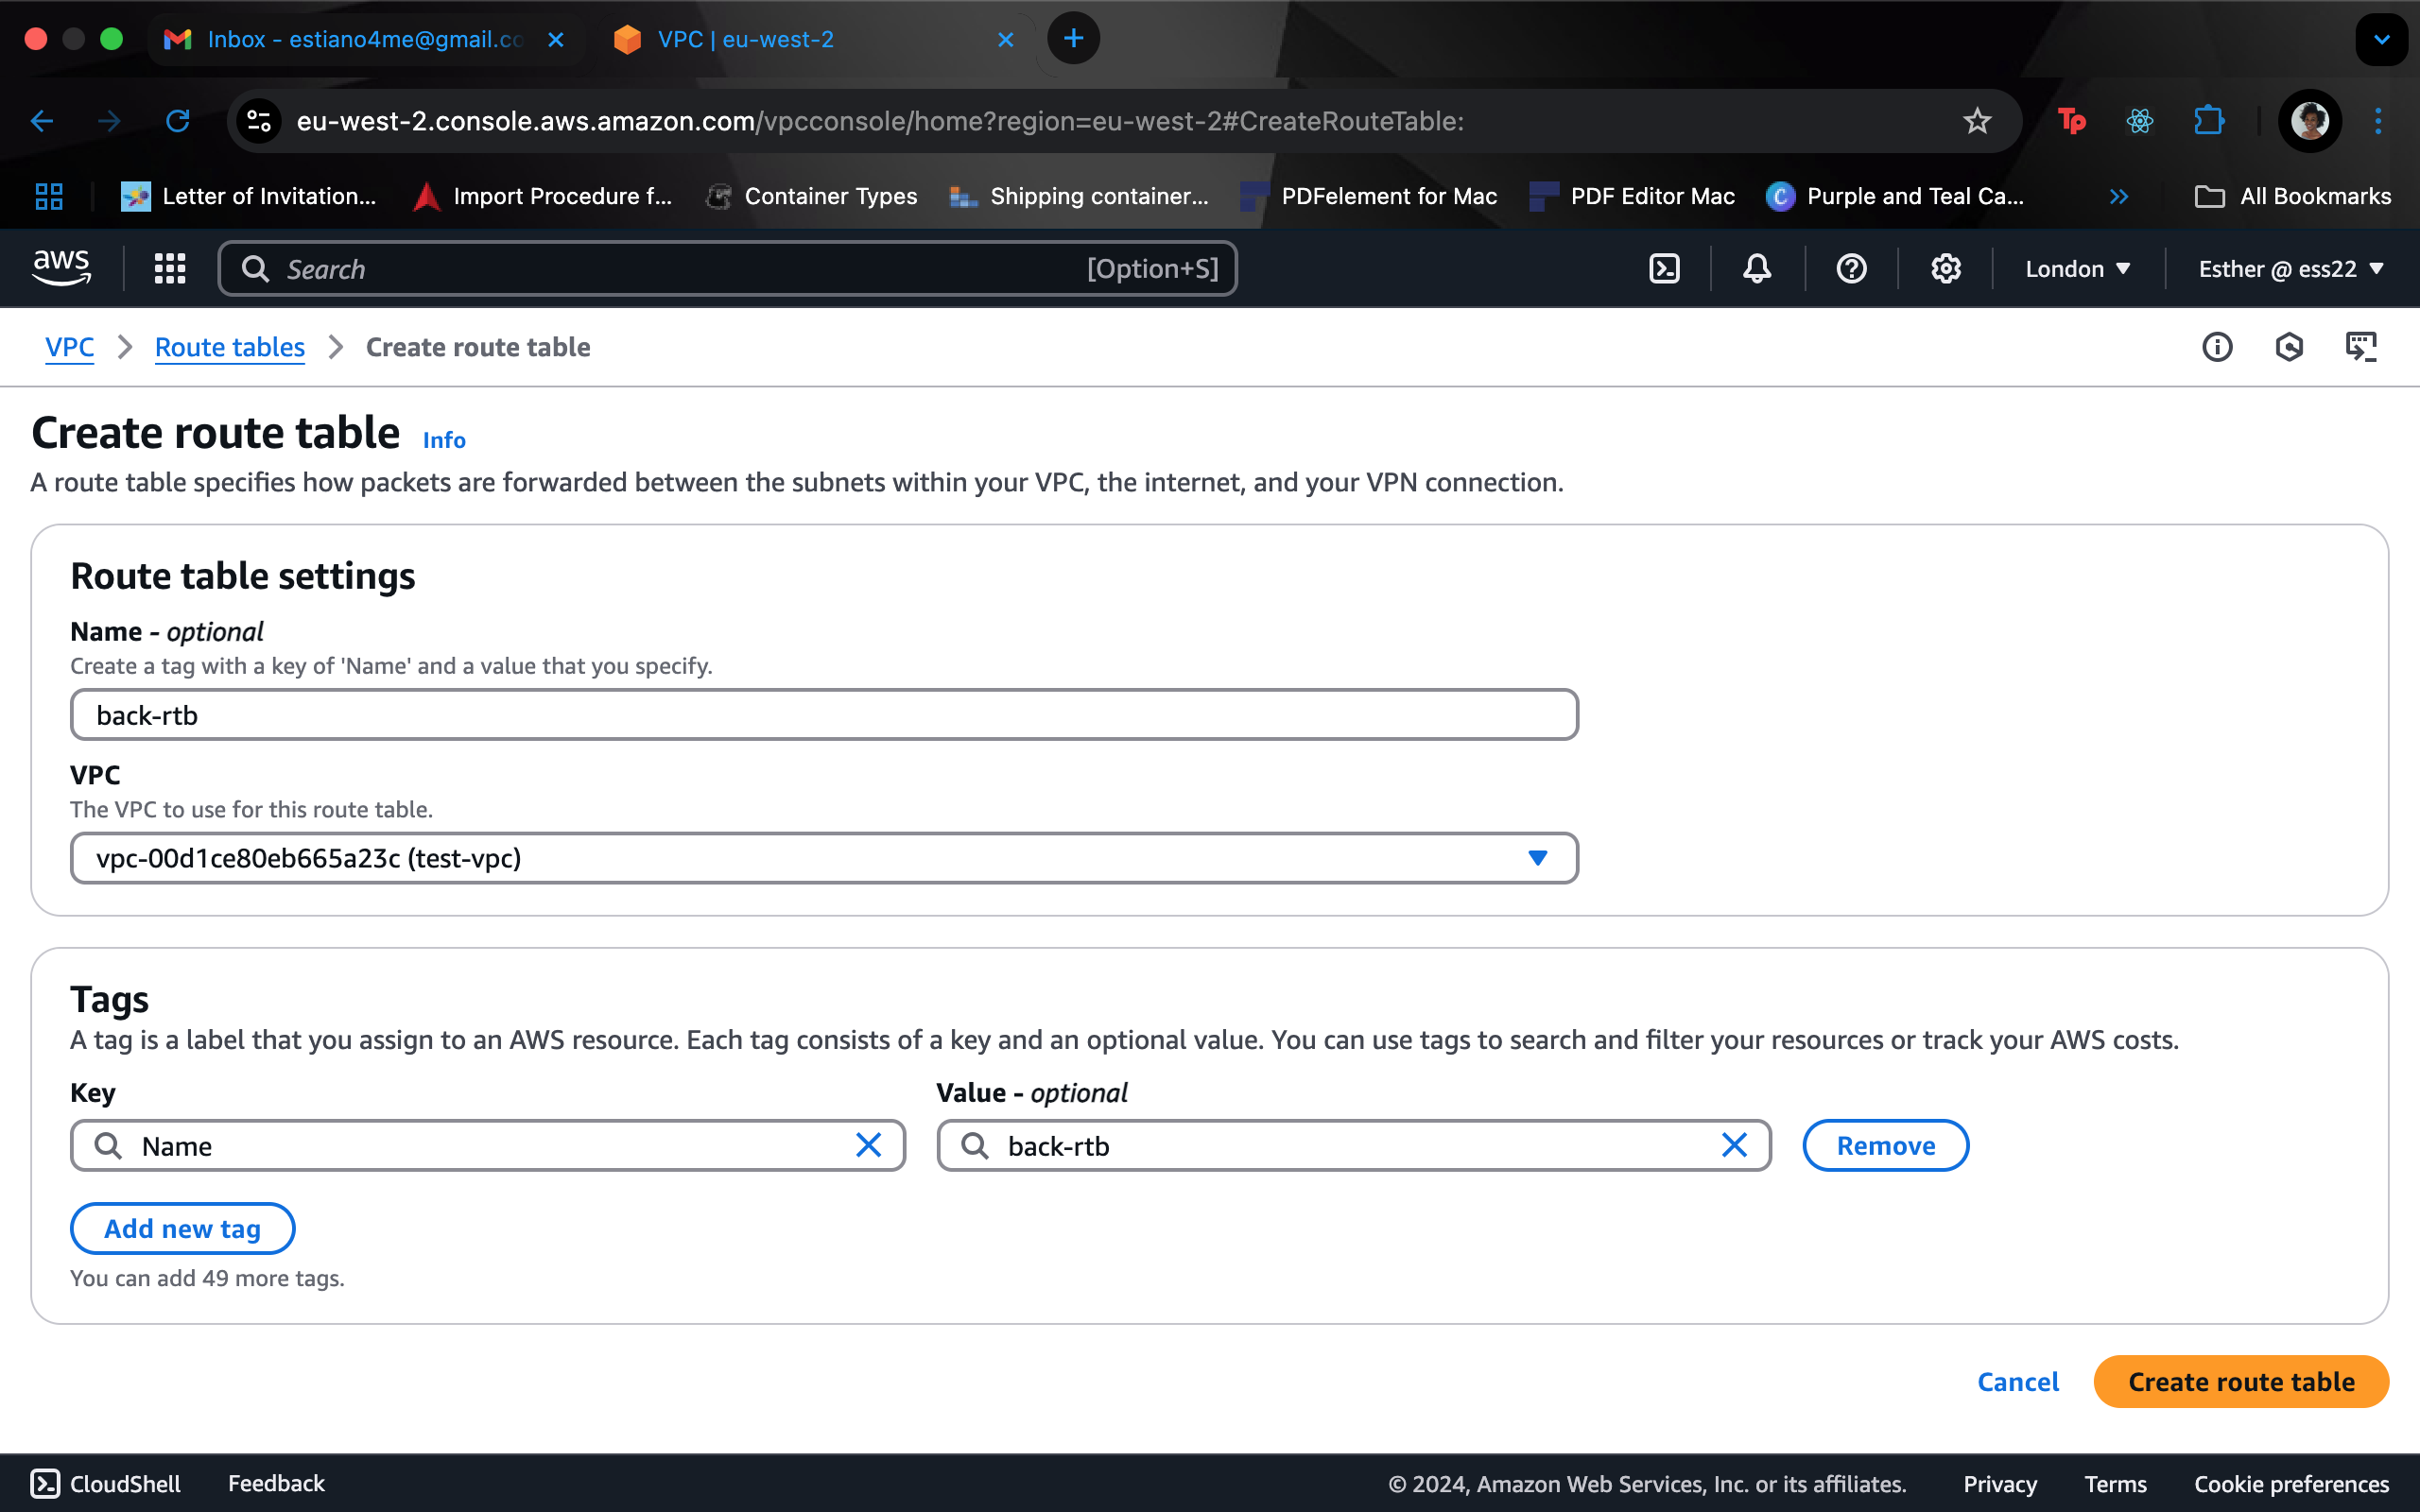 Inbox - estiano4me@gmail.co
VPC | eu-west-2
eu-west-2.console.aws.amazon.com/vpcconsole/home?region=eu-west-2#CreateRouteTable:
Tp
Letter of Invitation...
Import Procedure f...
Container Types
Shipping container...
PDFelement for Mac
PDF Editor Mac
Purple and Teal Ca...
All Bookmarks
aws
Search
[Option+S]
London
Esther @ ess22
VPC
Route tables
Create route table
Create route table
Info
A route table specifies how packets are forwarded between the subnets within your VPC, the internet, and your VPN connection.
Route table settings
Name - optional
Create a tag with a key of 'Name' and a value that you specify.
back-rtb
VPC
The VPC to use for this route table.
vpc-00d1ce80eb665a23c (test-vpc)
Tags
A tag is a label that you assign to an AWS resource. Each tag consists of a key and an optional value. You can use tags to search and filter your resources or track your AWS costs.
Key
Value - optional
Name
back-rtb
Remove
Add new tag
You can add 49 more tags.
Cancel
Create route table
CloudShell
Feedback
© 2024, Amazon Web Services, Inc. or its affiliates.
Privacy
Terms
Cookie preferences